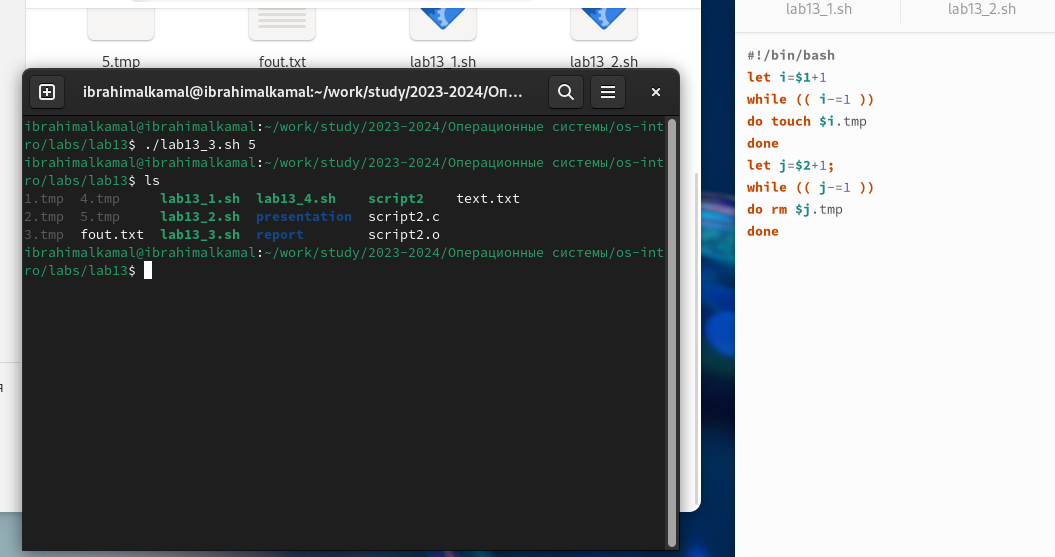 5.tmp
fout.txt
lab13_1.sh
lab13_2.sh
ibrahimalkamal@ibrahimalkamal:~/work/study/2023-2024/Оп...
ibrahimalkamal@ibrahimalkamal:~/work/study/2023-2024/Операционные системы/os-int
ro/labs/lab13$ ./lab13_3.sh 5
ibrahimalkamal@ibrahimalkamal:~/work/study/2023-2024/Операционные системы/os-int
ro/labs/lab13$ ls
1.tmp 4.tmp lab13_1.sh lab13_4.sh script2 text.txt
2.tmp 5.tmp lab13_2.sh presentation script2.c
3.tmp fout.txt lab13_3.sh report script2.o
ibrahimalkamal@ibrahimalkamal:~/work/study/2023-2024/Операционные системы/os-int
ro/labs/lab13$
я
lab13_1.sh
lab13_2.sh
#!/bin/bash
let i=$1+1
while (( i-=1 ))
do touch $i.tmp
done
let j=$2+1;
while (( j-=1 ))
do rm $j.tmp
done